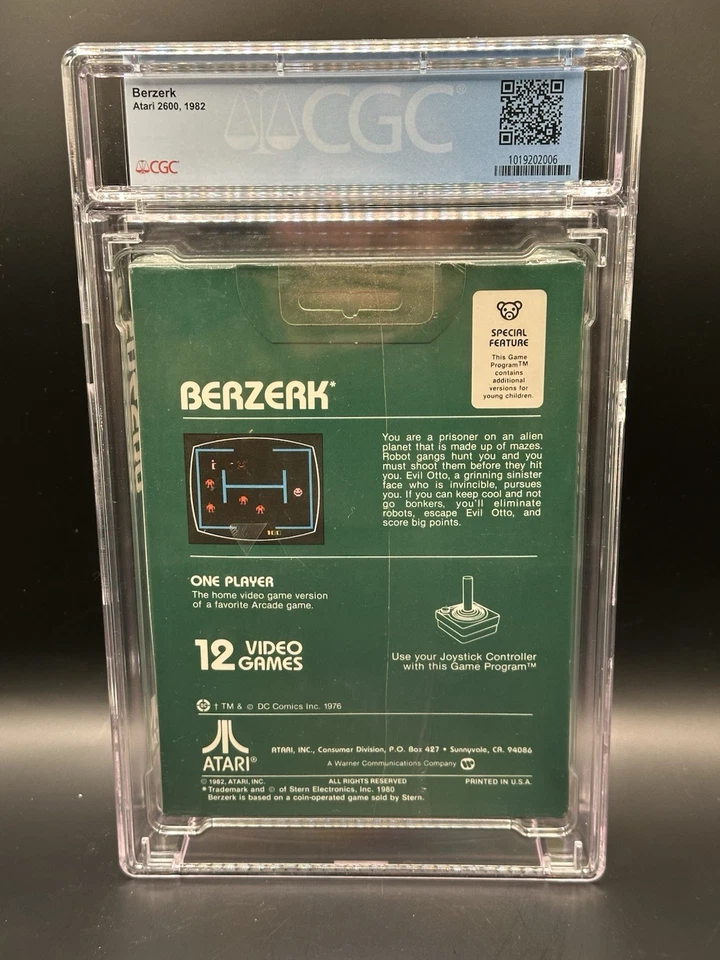 Berzerk
Atari 2600, 1982
CGC®
CGC
1019202006
SPECIAL
FEATURE
This Game
Program™
contains
additional
versions for
young children.
BERZERK*
You are a prisoner on an alien
planet that is made up of mazes.
Robot gangs hunt you and you
must shoot them before they hit
you. Evil Otto, a grinning sinister
face who is invincible, pursues
you. If you can keep cool and not
go bonkers, you'll eliminate
robots, escape Evil Otto, and
score big points.
ONE PLAYER
The home video game version
of a favorite Arcade game.
12 VIDEO
GAMES
Use your Joystick Controller
with this Game Program™
† TM & © DC Comics Inc. 1976
ATARI®
ATARI, INC., Consumer Division, P.O. Box 427 • Sunnyvale, CA. 94086
A Warner Communications Company
© 1982, ATARI, INC. ALL RIGHTS RESERVED PRINTED IN U.S.A.
*Trademark and © of Stern Electronics, Inc. 1980
Berzerk is based on a coin-operated game sold by Stern.